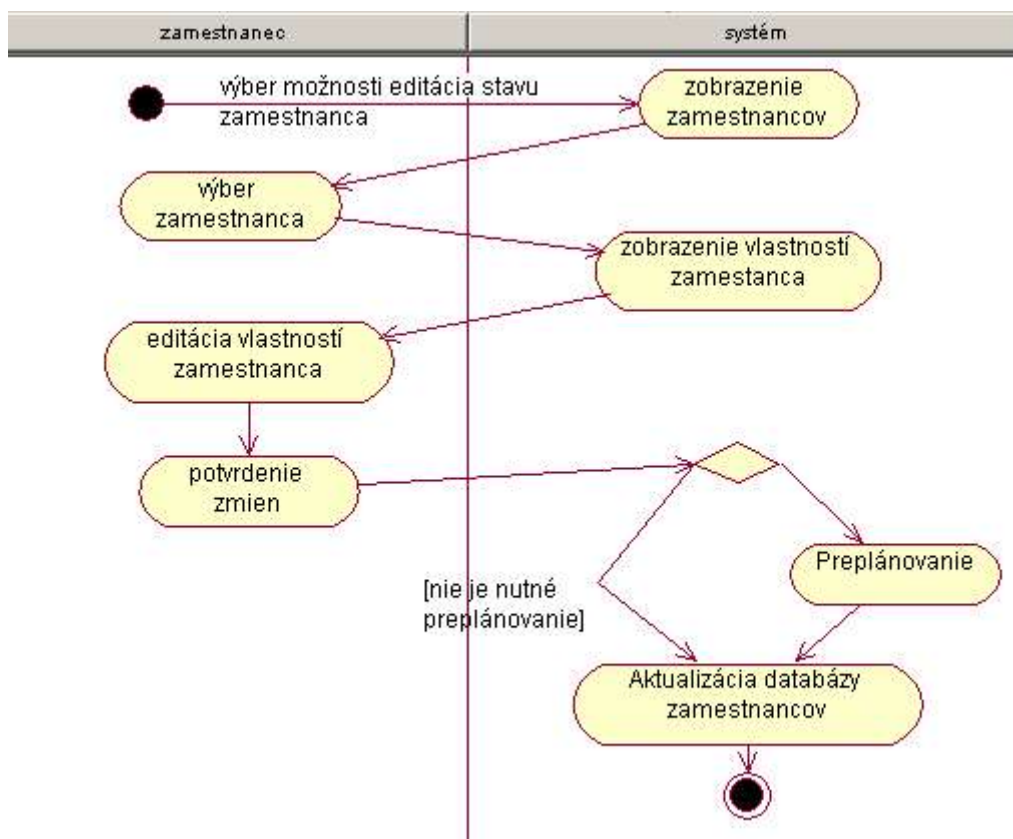 zamestnanec
systém
výber možnosti editácia stavu
zamestnanca
zobrazenie
zamestnancov
výber
zamestnanca
zobrazenie vlastností
zamestanca
editácia vlastností
zamestnanca
potvrdenie
zmien
Preplánovanie
[nie je nutné
preplánovanie]
Aktualizácia databázy
zamestnancov